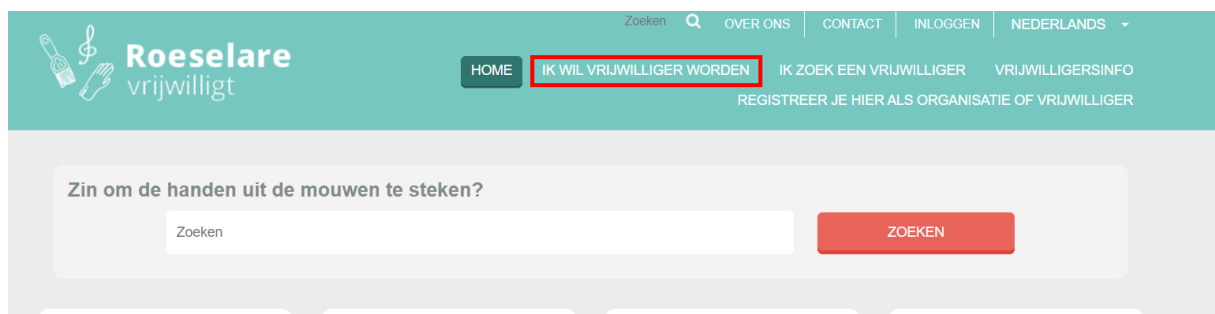 Zoeken OVER ONS CONTACT INLOGGEN NEDERLANDS
Roeselare
vrijwilligt
HOME IK WIL VRIJWILLIGER WORDEN IK ZOEK EEN VRIJWILLIGER VRIJWILLIGERSINFO
REGISTREER JE HIER ALS ORGANISATIE OF VRIJWILLIGER
Zin om de handen uit de mouwen te steken?
Zoeken ZOEKEN